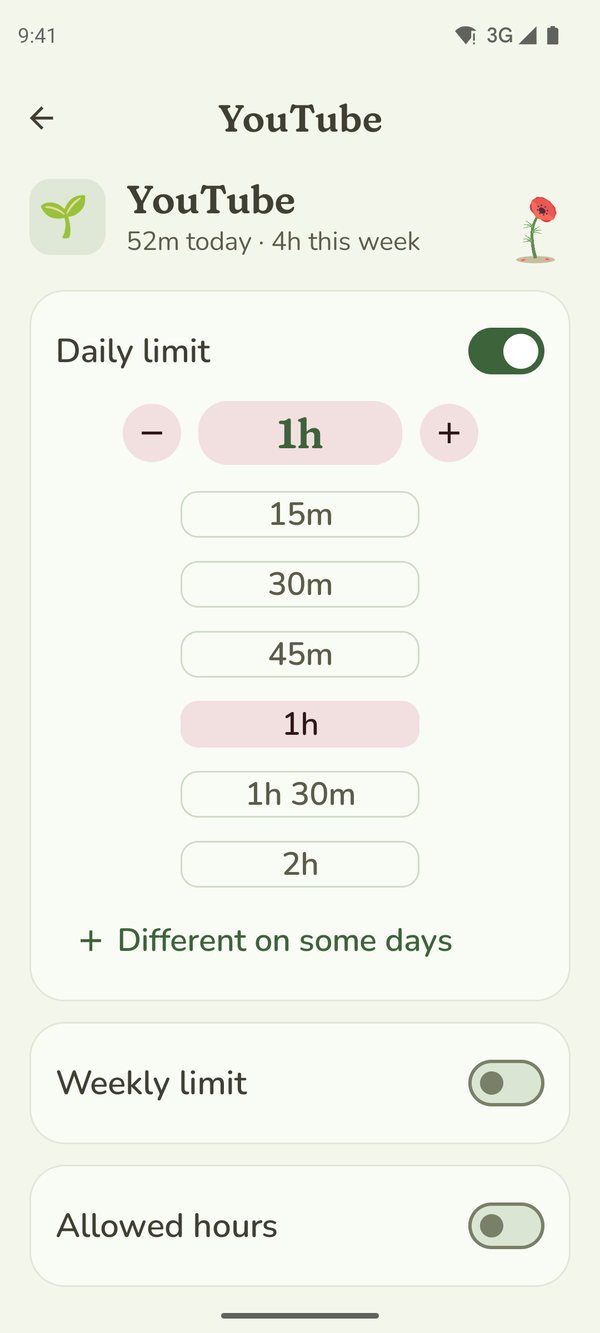 9:41
3G
YouTube
YouTube
52m today · 4h this week
Daily limit
− 1h +
15m
30m
45m
1h
1h 30m
2h
+ Different on some days
Weekly limit
Allowed hours